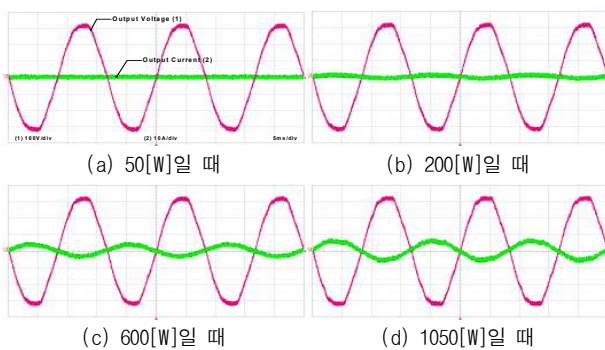 Output Voltage (1)
Output Current (2)
(1) 100V/div (2) 10A/div 5ms/div
(a) 50[W]일 때
(b) 200[W]일 때
(c) 600[W]일 때
(d) 1050[W]일 때